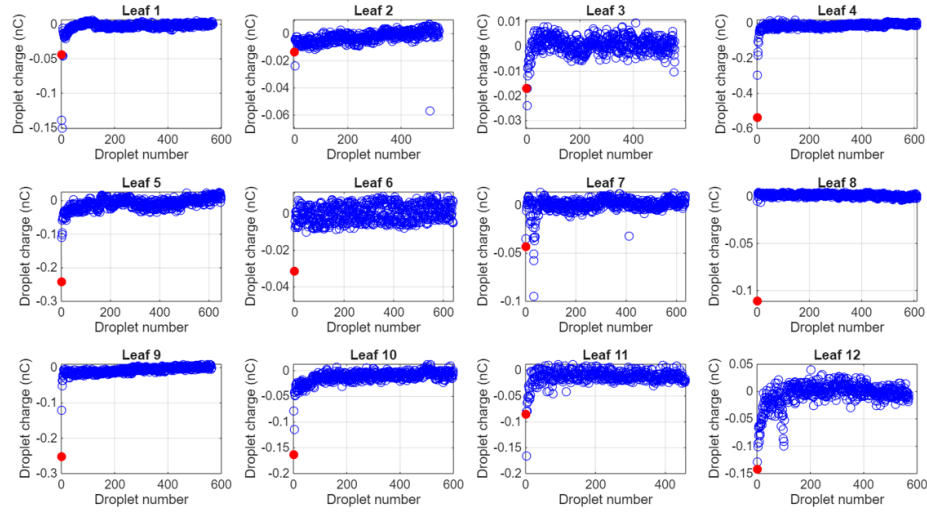 Leaf 1
Droplet charge (nC)
0
-0.05
-0.1
-0.15
0 200 400 600
Droplet number
Leaf 2
Droplet charge (nC)
0
-0.02
-0.04
-0.06
0 200 400
Droplet number
Leaf 3
Droplet charge (nC)
0.01
0
-0.01
-0.02
-0.03
0 200 400
Droplet number
Leaf 4
Droplet charge (nC)
0
-0.2
-0.4
-0.6
0 200 400 600
Droplet number
Leaf 5
Droplet charge (nC)
0
-0.1
-0.2
-0.3
0 200 400 600
Droplet number
Leaf 6
Droplet charge (nC)
0
-0.02
-0.04
0 200 400 600
Droplet number
Leaf 7
Droplet charge (nC)
0
-0.05
-0.1
0 200 400 600
Droplet number
Leaf 8
Droplet charge (nC)
0
-0.05
-0.1
0 200 400 600
Droplet number
Leaf 9
Droplet charge (nC)
0
-0.1
-0.2
-0.3
0 200 400 600
Droplet number
Leaf 10
Droplet charge (nC)
0
-0.05
-0.1
-0.15
-0.2
0 200 400 600
Droplet number
Leaf 11
Droplet charge (nC)
0
-0.05
-0.1
-0.15
-0.2
0 200 400
Droplet number
Leaf 12
Droplet charge (nC)
0.05
0
-0.05
-0.1
-0.15
0 200 400 600
Droplet number